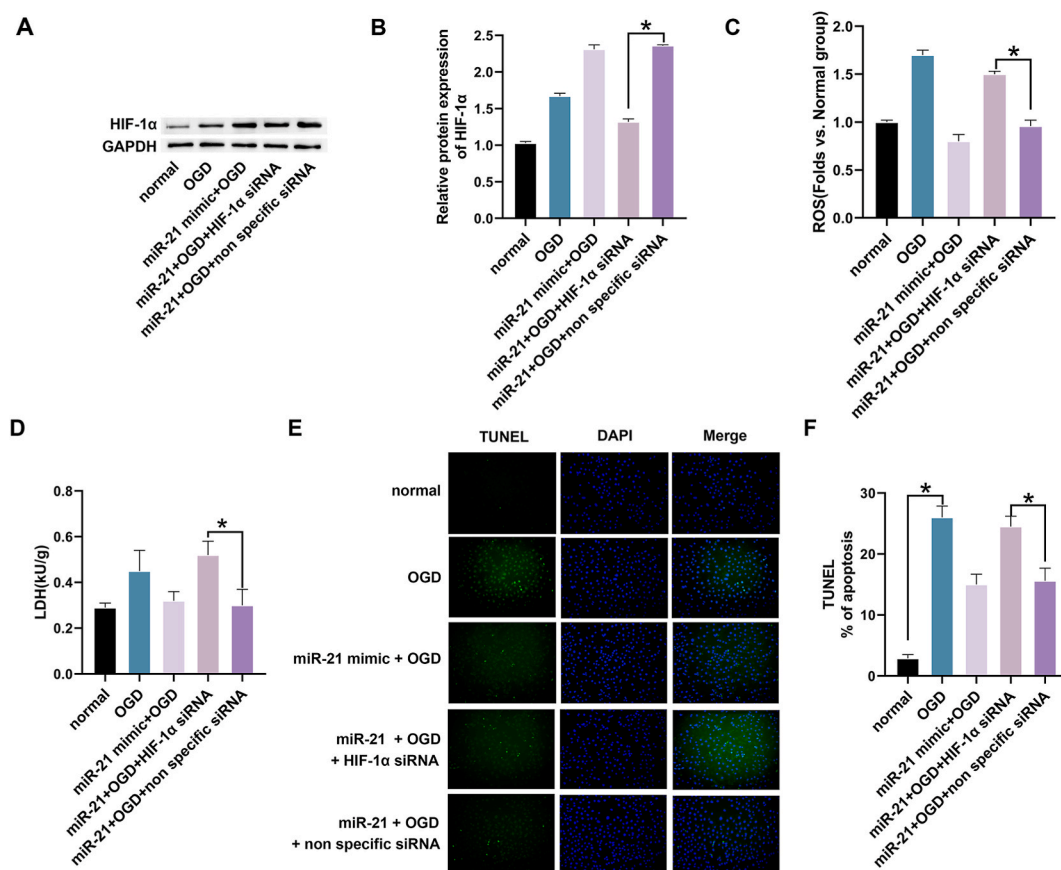 A
HIF-1α
GAPDH
normal
OGD
miR-21 mimic+OGD
miR-21+OGD+HIF-1α siRNA
miR-21+OGD+non specific siRNA
B
Relative protein expression
of HIF-1α
2.5
2.0
1.5
1.0
0.5
0.0
*
normal
OGD
miR-21 mimic+OGD
miR-21+OGD+HIF-1α siRNA
miR-21+OGD+non specific siRNA
C
ROS(Folds vs. Normal group)
2.0
1.5
1.0
0.5
0.0
*
normal
OGD
miR-21 mimic+OGD
miR-21+OGD+HIF-1α siRNA
miR-21+OGD+non specific siRNA
D
LDH(kU/g)
0.8
0.6
0.4
0.2
0.0
*
normal
OGD
miR-21 mimic+OGD
miR-21+OGD+HIF-1α siRNA
miR-21+OGD+non specific siRNA
E
TUNEL
DAPI
Merge
normal
OGD
miR-21 mimic + OGD
miR-21 + OGD
+ HIF-1α siRNA
miR-21 + OGD
+ non specific siRNA
F
TUNEL
% of apoptosis
30
20
10
0
*
*
normal
OGD
miR-21 mimic+OGD
miR-21+OGD+HIF-1α siRNA
miR-21+OGD+non specific siRNA